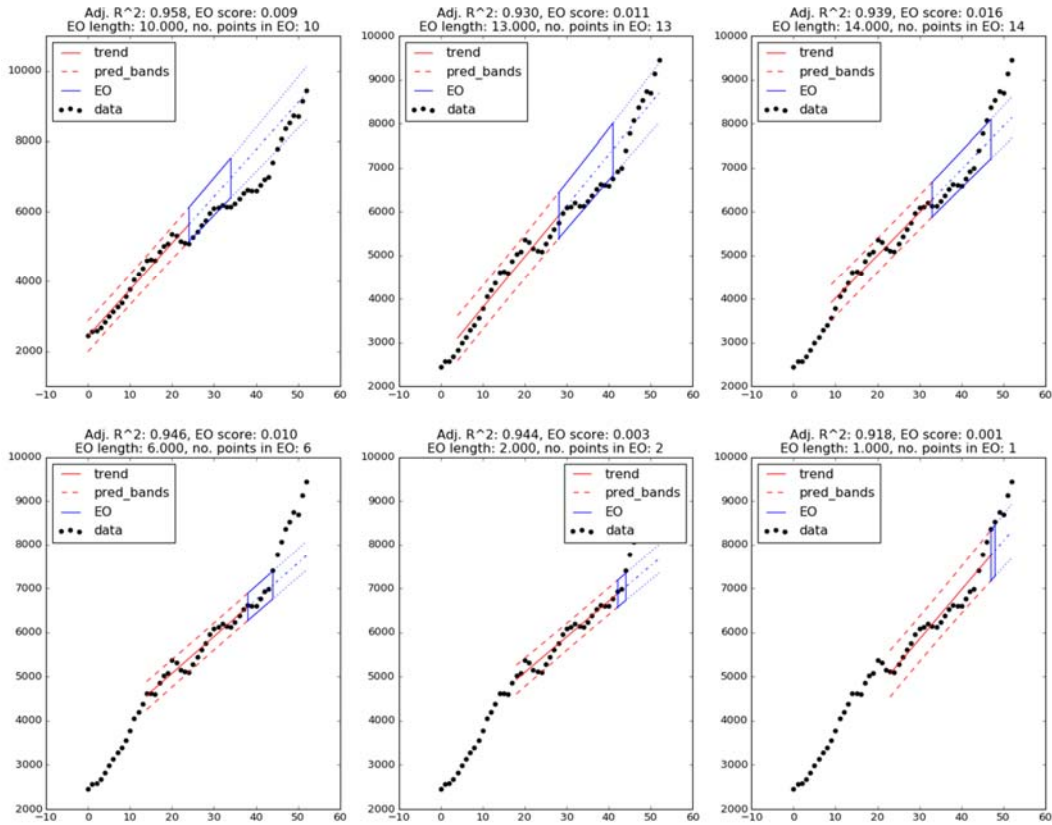 Adj. R^2: 0.958, EO score: 0.009
EO length: 10.000, no. points in EO: 10
trend
pred_bands
EO
data
10000
8000
6000
4000
2000
−10 0 10 20 30 40 50 60
Adj. R^2: 0.930, EO score: 0.011
EO length: 13.000, no. points in EO: 13
trend
pred_bands
EO
data
10000
9000
8000
7000
6000
5000
4000
3000
2000
−10 0 10 20 30 40 50 60
Adj. R^2: 0.939, EO score: 0.016
EO length: 14.000, no. points in EO: 14
trend
pred_bands
EO
data
10000
9000
8000
7000
6000
5000
4000
3000
2000
−10 0 10 20 30 40 50 60
Adj. R^2: 0.946, EO score: 0.010
EO length: 6.000, no. points in EO: 6
trend
pred_bands
EO
data
10000
9000
8000
7000
6000
5000
4000
3000
2000
−10 0 10 20 30 40 50 60
Adj. R^2: 0.944, EO score: 0.003
EO length: 2.000, no. points in EO: 2
trend
pred_bands
EO
data
10000
9000
8000
7000
6000
5000
4000
3000
2000
−10 0 10 20 30 40 50 60
Adj. R^2: 0.918, EO score: 0.001
EO length: 1.000, no. points in EO: 1
trend
pred_bands
EO
data
10000
9000
8000
7000
6000
5000
4000
3000
2000
−10 0 10 20 30 40 50 60